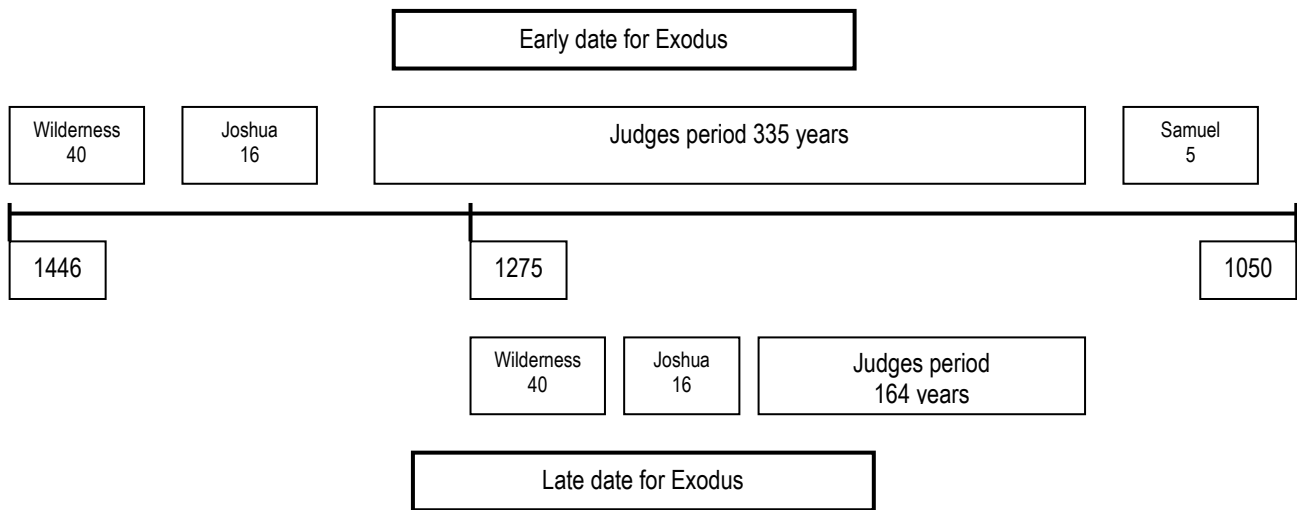 Early date for Exodus
Wilderness
40
Joshua
16
Judges period 335 years
Samuel
5
1446
1275
1050
Wilderness
40
Joshua
16
Judges period
164 years
Late date for Exodus